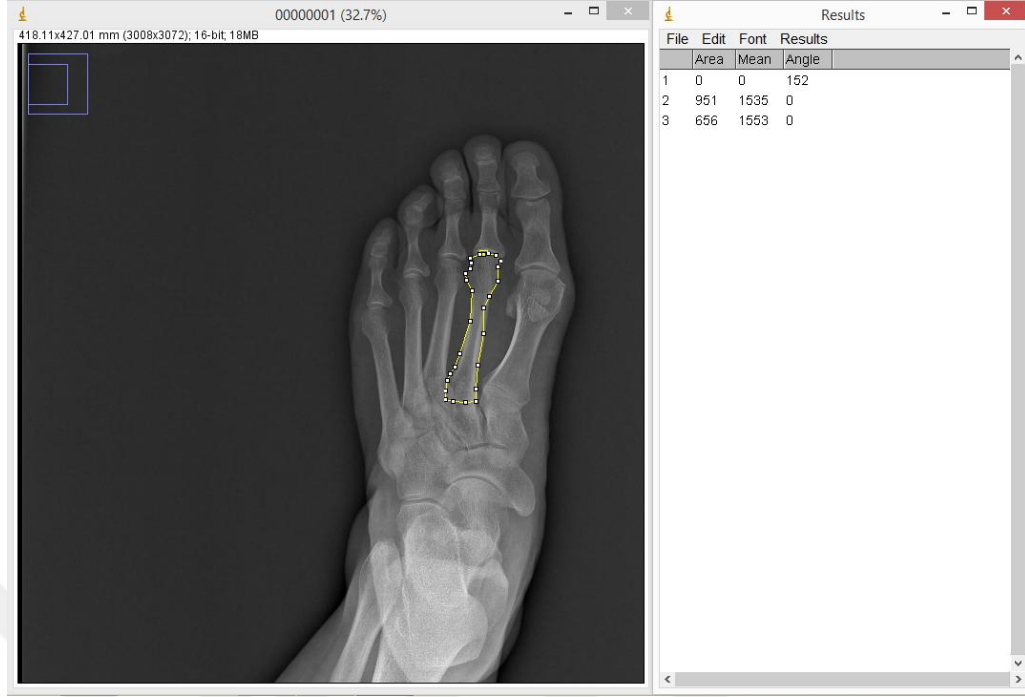 00000001 (32.7%)
418.11x427.01 mm (3008x3072); 16-bit; 18MB
Results
File Edit Font Results
Area Mean Angle
1 0 0 152
2 951 1535 0
3 656 1553 0